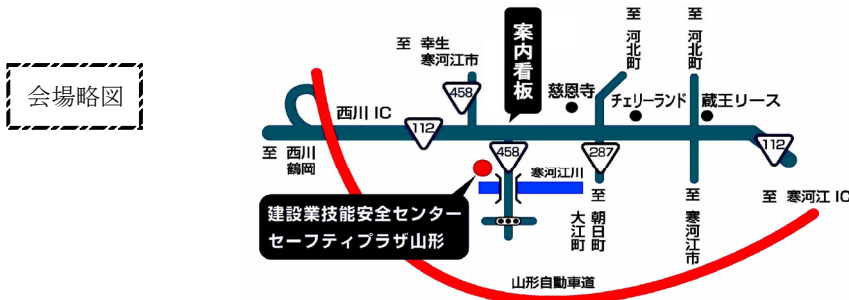 会場略図
至 幸生
寒河江市
458
案内看板
至 河北町
至 河北町
慈恩寺
チェリーランド
蔵王リース
西川 IC
112
458
287
112
至 西川
鶴岡
寒河江川
至 朝日町
大江町
至 寒河江市
至 寒河江 IC
建設業技能安全センター
セーフティプラザ山形
山形自動車道